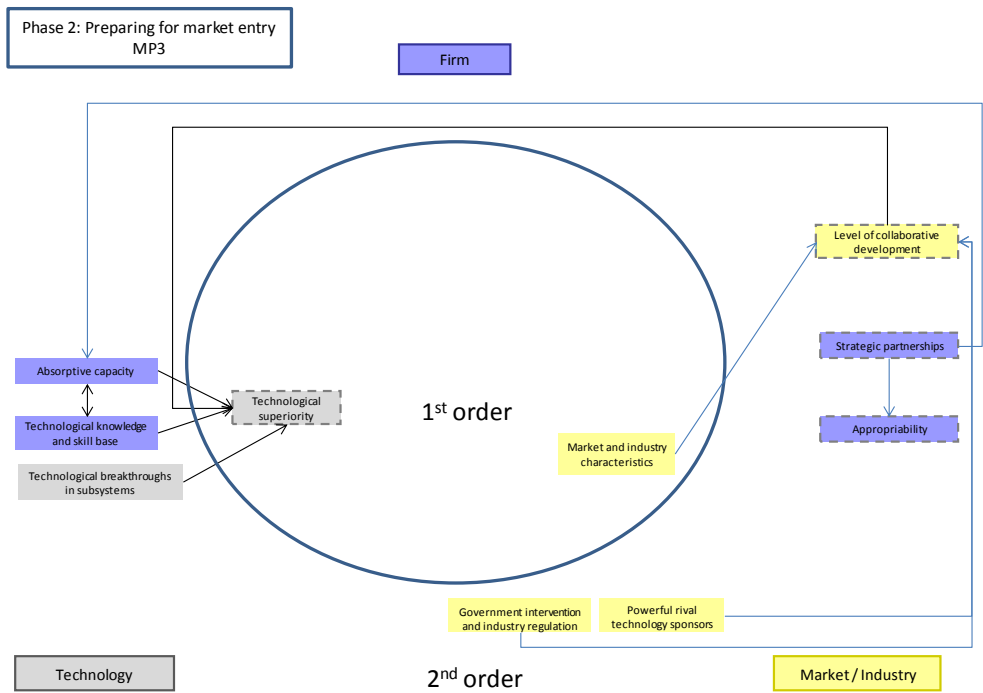 Phase 2: Preparing for market entry
MP3
Firm
Level of collaborative
development
Strategic partnerships
Absorptive capacity
Technological
superiority
1st order
Technological knowledge
and skill base
Appropriability
Market and industry
characteristics
Technological breakthroughs
in subsystems
Government intervention
and industry regulation
Powerful rival
technology sponsors
Technology
2nd order
Market / Industry